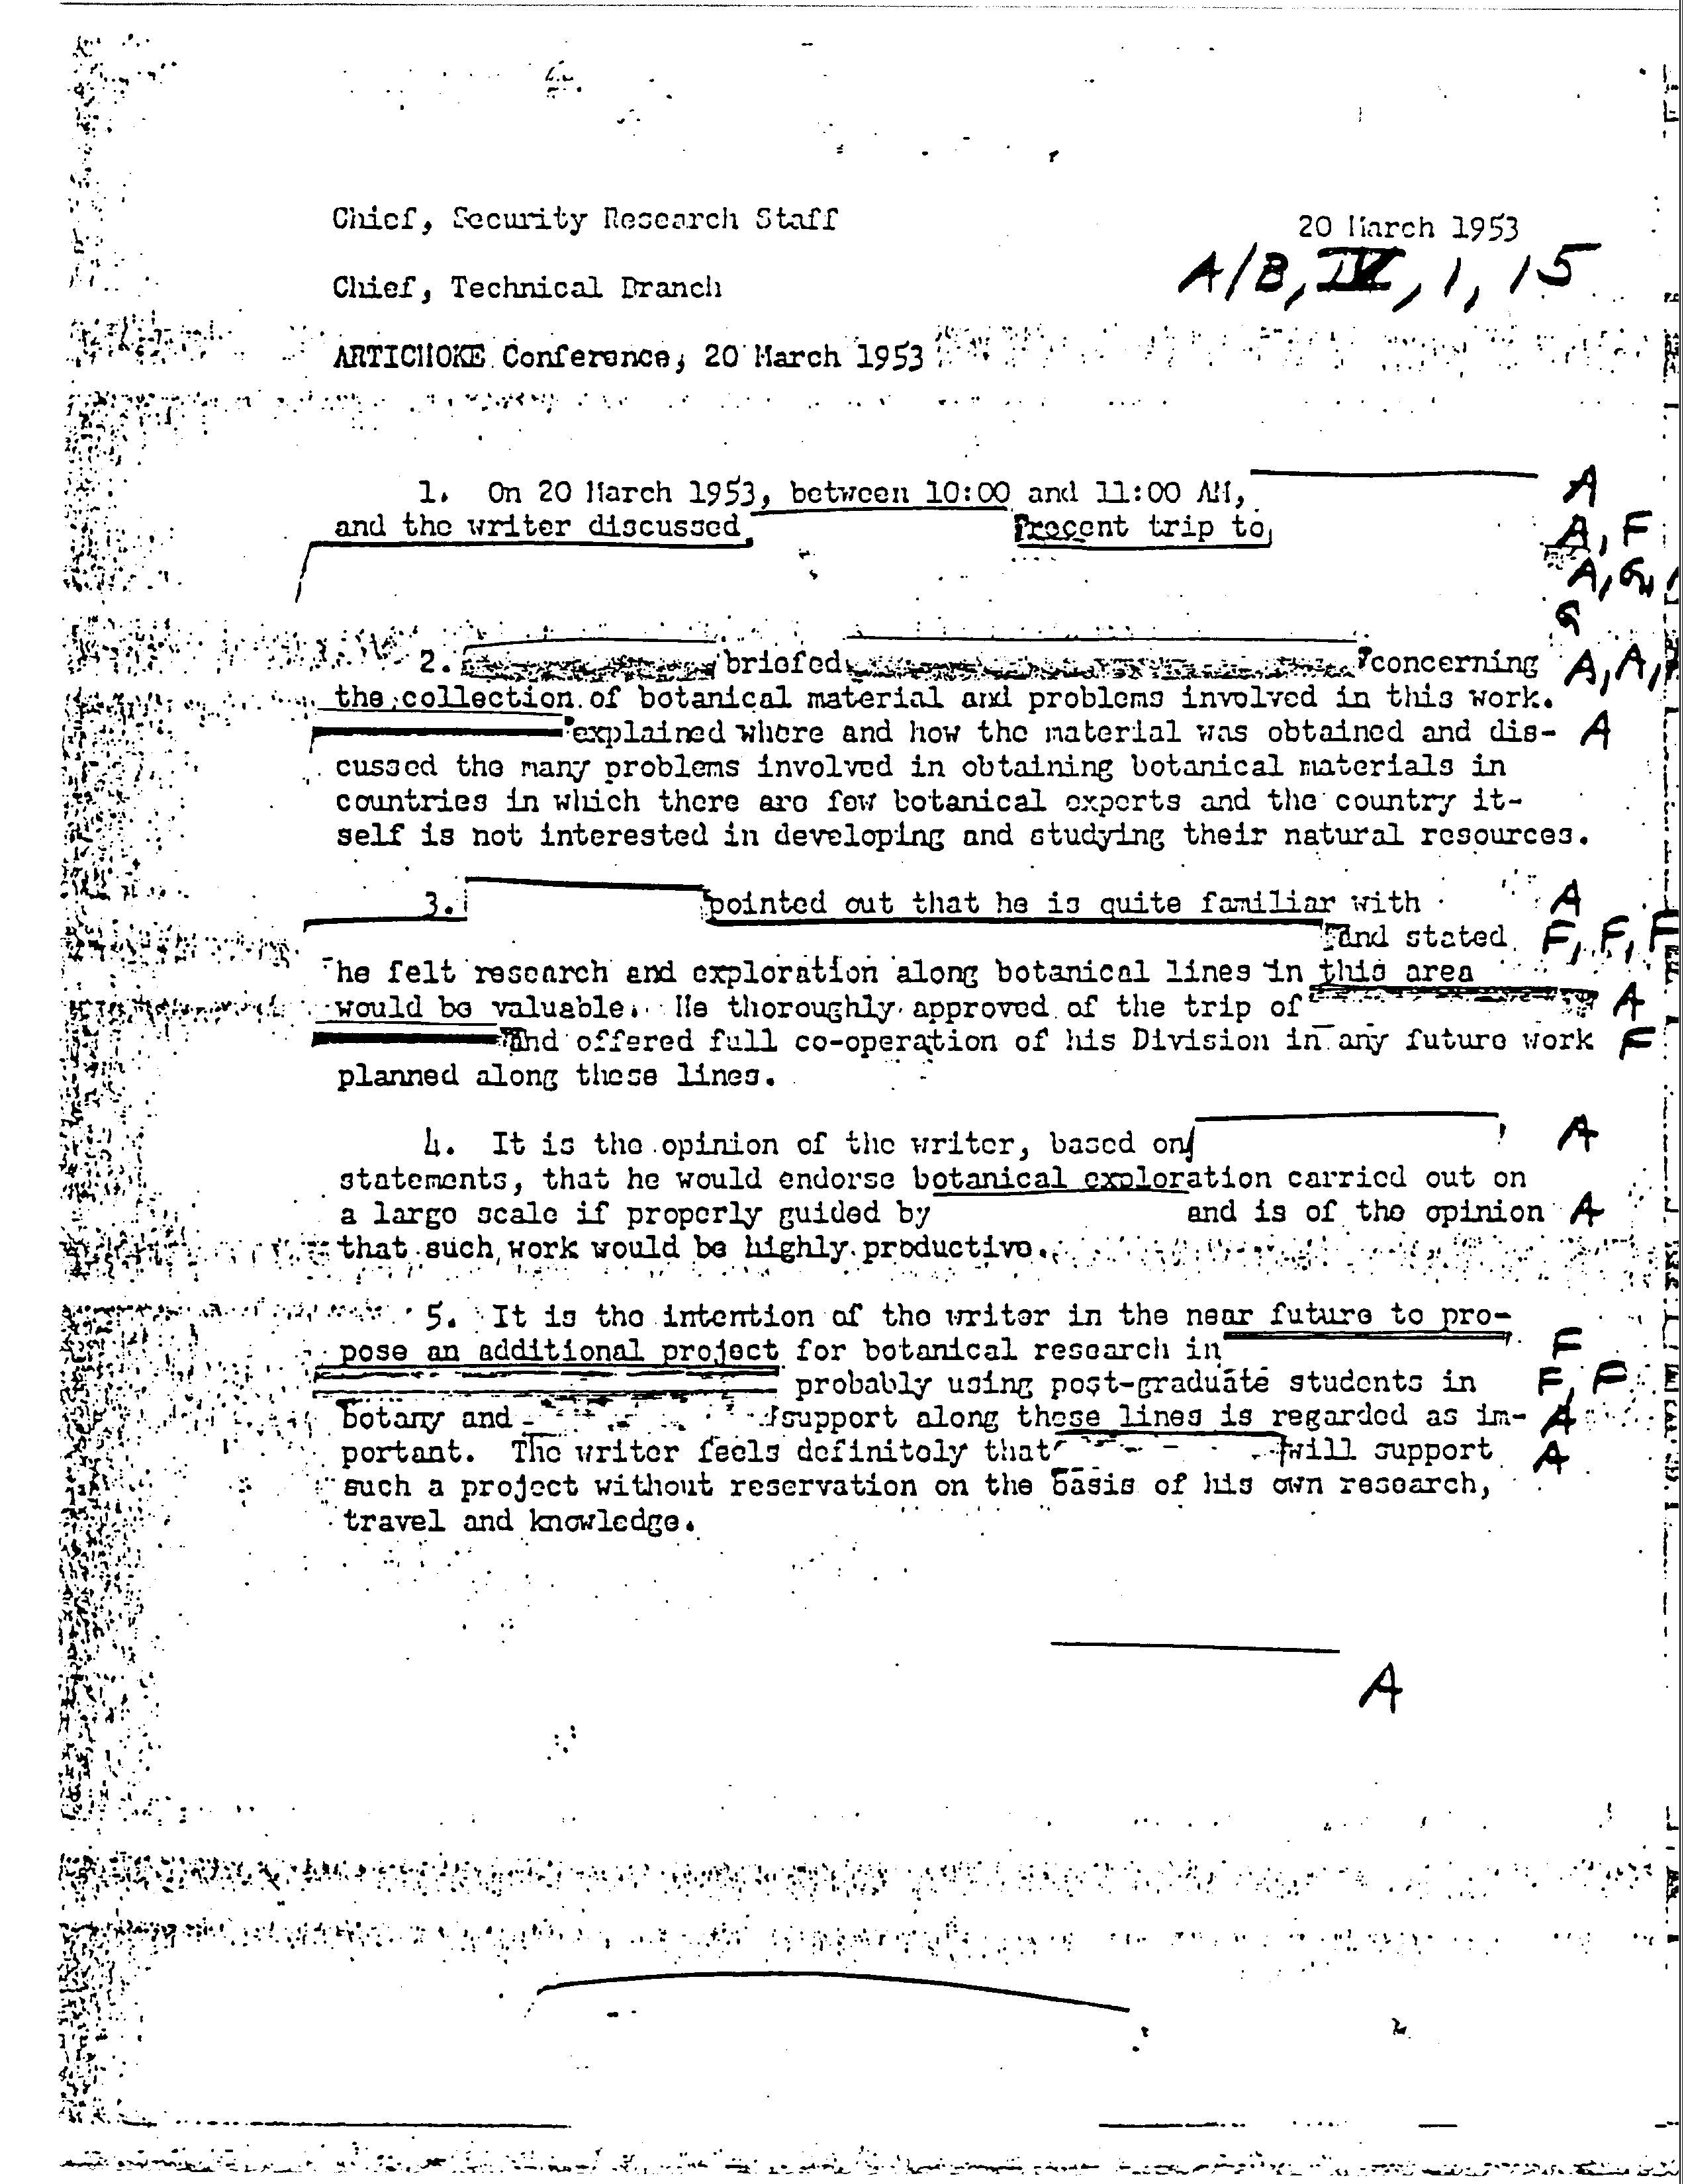 Chief, Security Research Staff
20 March 1953
A/B, IV, 1, 15
Chief, Technical Branch
ARTICHOKE Conference, 20 March 1953
1. On 20 March 1953, between 10:00 and 11:00 AM, A
and the writer discussed recent trip to A, F
A, G,
G
2. briefed concerning A, A,
the collection of botanical material and problems involved in this work.
explained where and how the material was obtained and dis- A
cussed the many problems involved in obtaining botanical materials in
countries in which there are few botanical experts and the country it-
self is not interested in developing and studying their natural resources.
3. pointed out that he is quite familiar with A
and stated F, F, F
he felt research and exploration along botanical lines in this area
would be valuable. He thoroughly approved of the trip of A
and offered full co-operation of his Division in any future work F
planned along these lines.
4. It is the opinion of the writer, based on A
statements, that he would endorse botanical exploration carried out on
a large scale if properly guided by and is of the opinion A
that such work would be highly productive.
5. It is the intention of the writer in the near future to pro-
pose an additional project for botanical research in F
probably using post-graduate students in F, F
botany and support along these lines is regarded as im- A
portant. The writer feels definitely that will support A
such a project without reservation on the basis of his own research,
travel and knowledge.
A